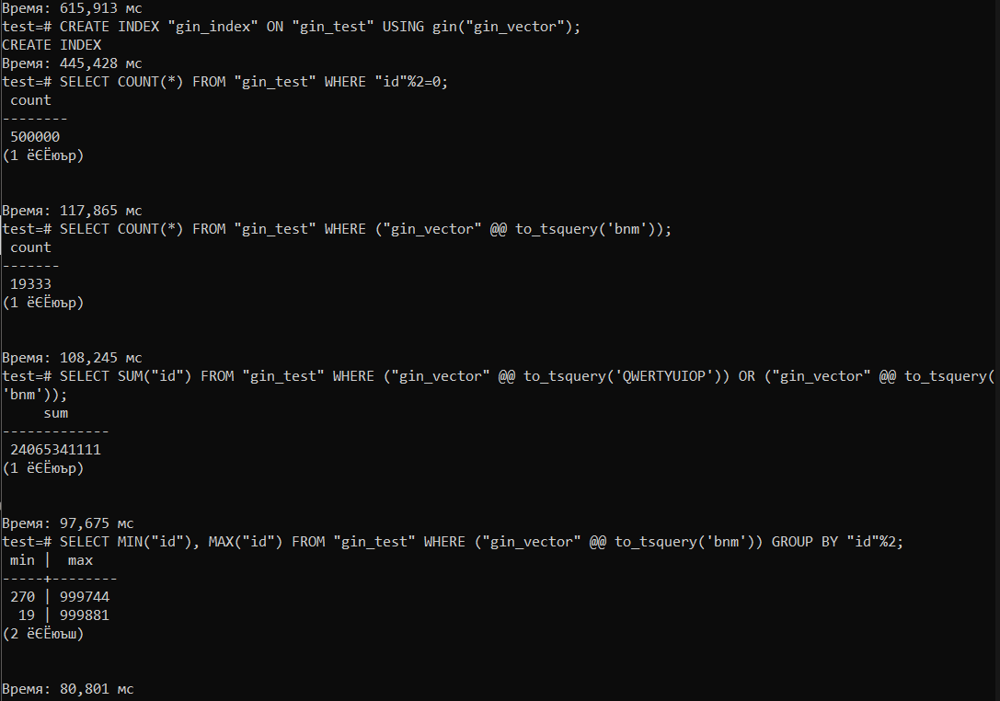 Время: 615,913 мс
test=# CREATE INDEX "gin_index" ON "gin_test" USING gin("gin_vector");
CREATE INDEX
Время: 445,428 мс
test=# SELECT COUNT(*) FROM "gin_test" WHERE "id"%2=0;
 count
--------
 500000
(1 ёЄЁюър)
Время: 117,865 мс
test=# SELECT COUNT(*) FROM "gin_test" WHERE ("gin_vector" @@ to_tsquery('bnm'));
 count
-------
 19333
(1 ёЄЁюър)
Время: 108,245 мс
test=# SELECT SUM("id") FROM "gin_test" WHERE ("gin_vector" @@ to_tsquery('QWERTYUIOP')) OR ("gin_vector" @@ to_tsquery(
'bnm'));
     sum
-------------
 24065341111
(1 ёЄЁюър)
Время: 97,675 мс
test=# SELECT MIN("id"), MAX("id") FROM "gin_test" WHERE ("gin_vector" @@ to_tsquery('bnm')) GROUP BY "id"%2;
 min |  max
-----+--------
 270 | 999744
  19 | 999881
(2 ёЄЁюъш)
Время: 80,801 мс